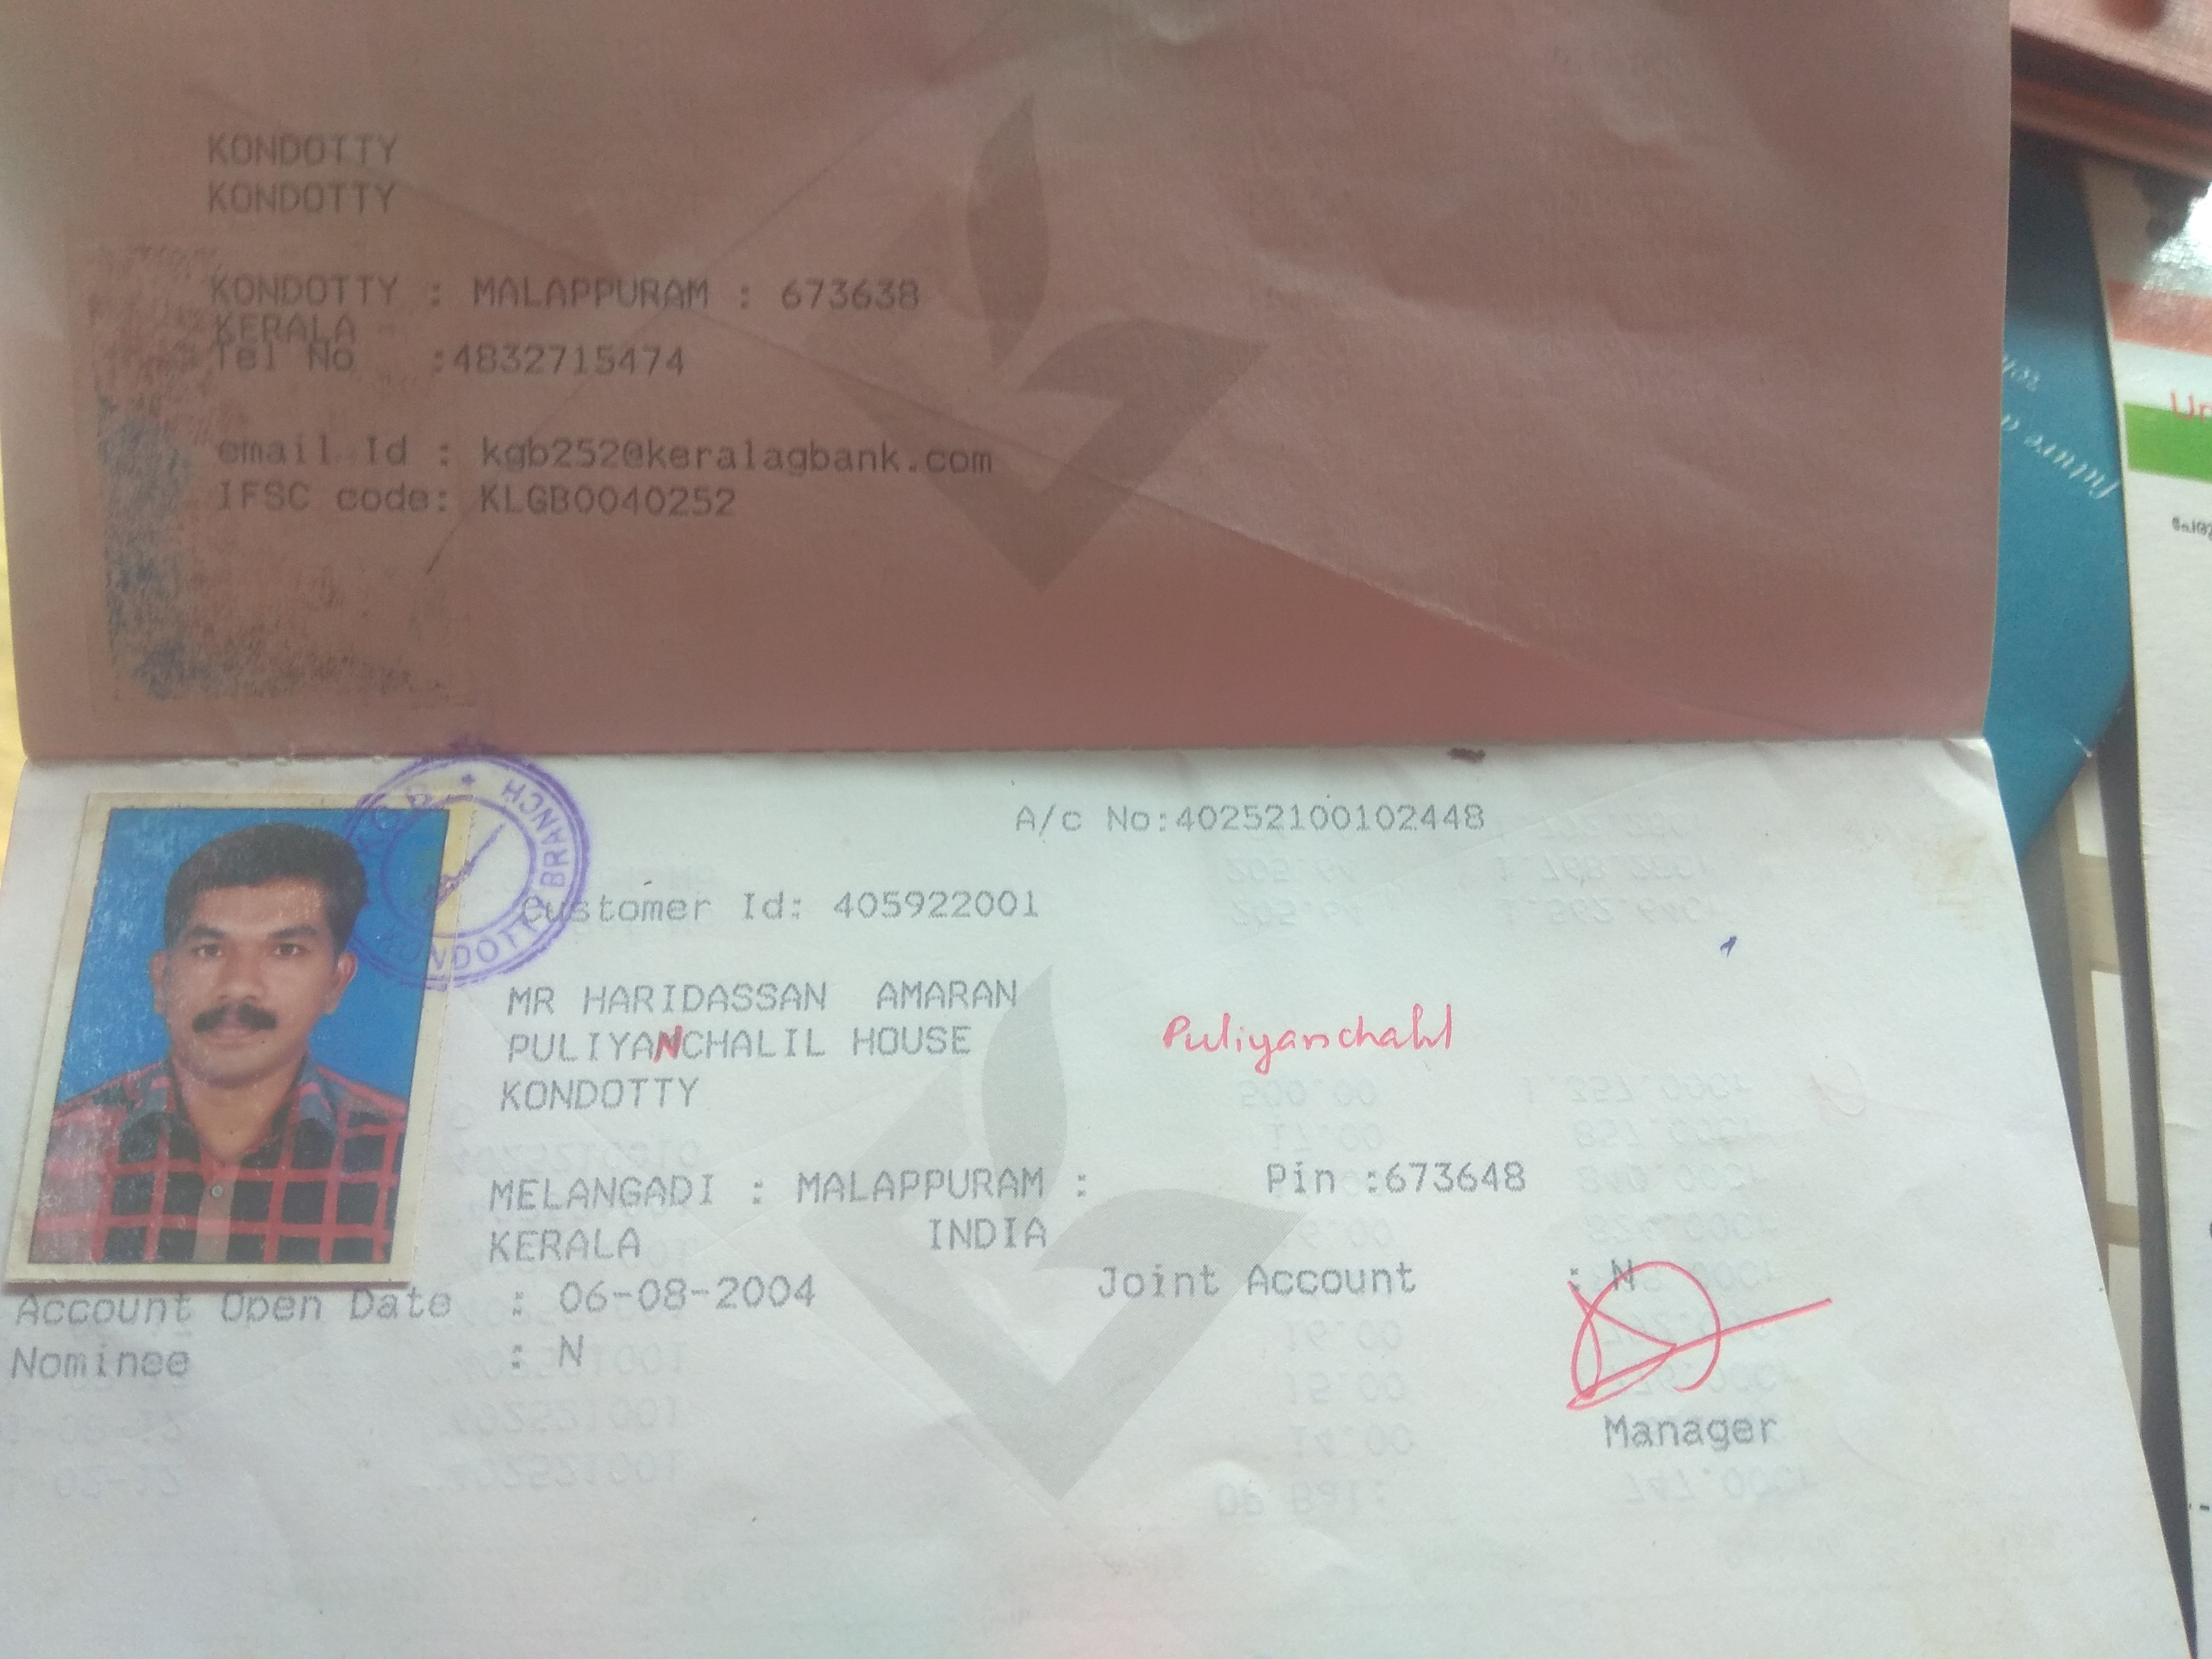 KONDOTTY
KONDOTTY
KONDOTTY : MALAPPURAM : 673638
KERALA
Tel No :4832715474
email Id : kgb252@keralagbank.com
IFSC code: KLGB0040252
KONDOTTY BRANCH
A/c No:40252100102448
Customer Id: 405922001
MR HARIDASSAN AMARAN
PULIYANCHALIL HOUSE Puliyanchalil
KONDOTTY
MELANGADI : MALAPPURAM : Pin :673648
KERALA INDIA
Account Open Date : 06-08-2004 Joint Account : N
Nominee : N
Manager
future a